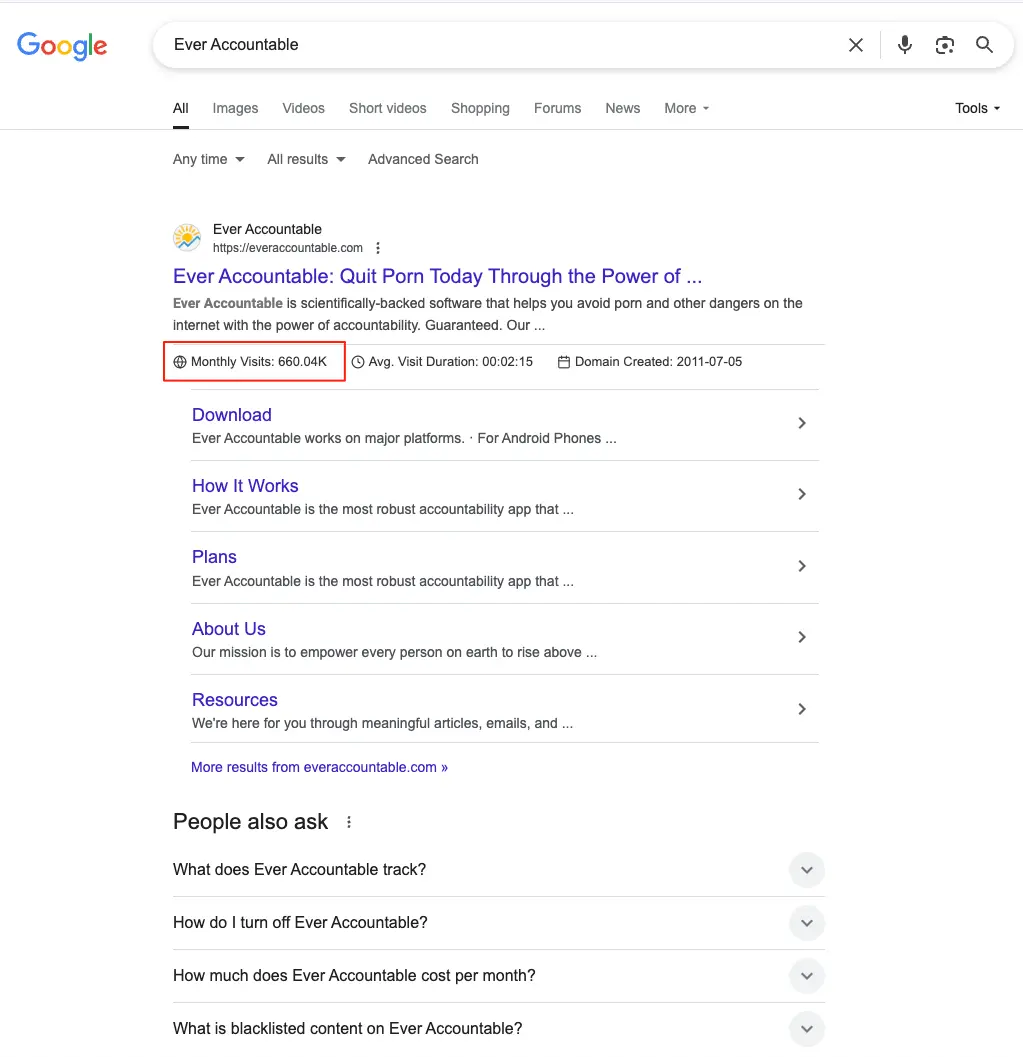 Google
Ever Accountable
All Images Videos Short videos Shopping Forums News More Tools
Any time All results Advanced Search
Ever Accountable
https://everaccountable.com
Ever Accountable: Quit Porn Today Through the Power of ...
Ever Accountable is scientifically-backed software that helps you avoid porn and other dangers on the
internet with the power of accountability. Guaranteed. Our ...
Monthly Visits: 660.04K Avg. Visit Duration: 00:02:15 Domain Created: 2011-07-05
Download
Ever Accountable works on major platforms. · For Android Phones ...
How It Works
Ever Accountable is the most robust accountability app that ...
Plans
Ever Accountable is the most robust accountability app that ...
About Us
Our mission is to empower every person on earth to rise above ...
Resources
We're here for you through meaningful articles, emails, and ...
More results from everaccountable.com »
People also ask
What does Ever Accountable track?
How do I turn off Ever Accountable?
How much does Ever Accountable cost per month?
What is blacklisted content on Ever Accountable?